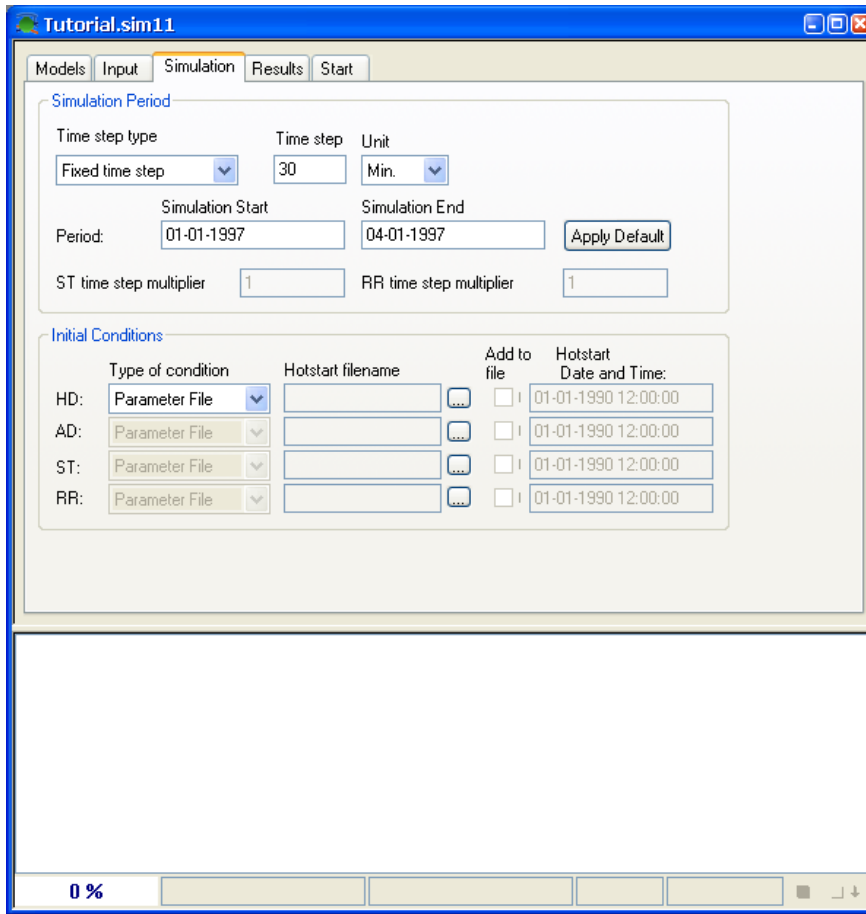 Tutorial.sim11
Models Input Simulation Results Start
Simulation Period
Time step type Time step Unit
Fixed time step 30 Min.
Simulation Start Simulation End
Period: 01-01-1997 04-01-1997 Apply Default
ST time step multiplier 1 RR time step multiplier 1
Initial Conditions
Type of condition Hotstart filename Add to file Hotstart Date and Time:
HD: Parameter File ... 01-01-1990 12:00:00
AD: Parameter File ... 01-01-1990 12:00:00
ST: Parameter File ... 01-01-1990 12:00:00
RR: Parameter File ... 01-01-1990 12:00:00
0 %